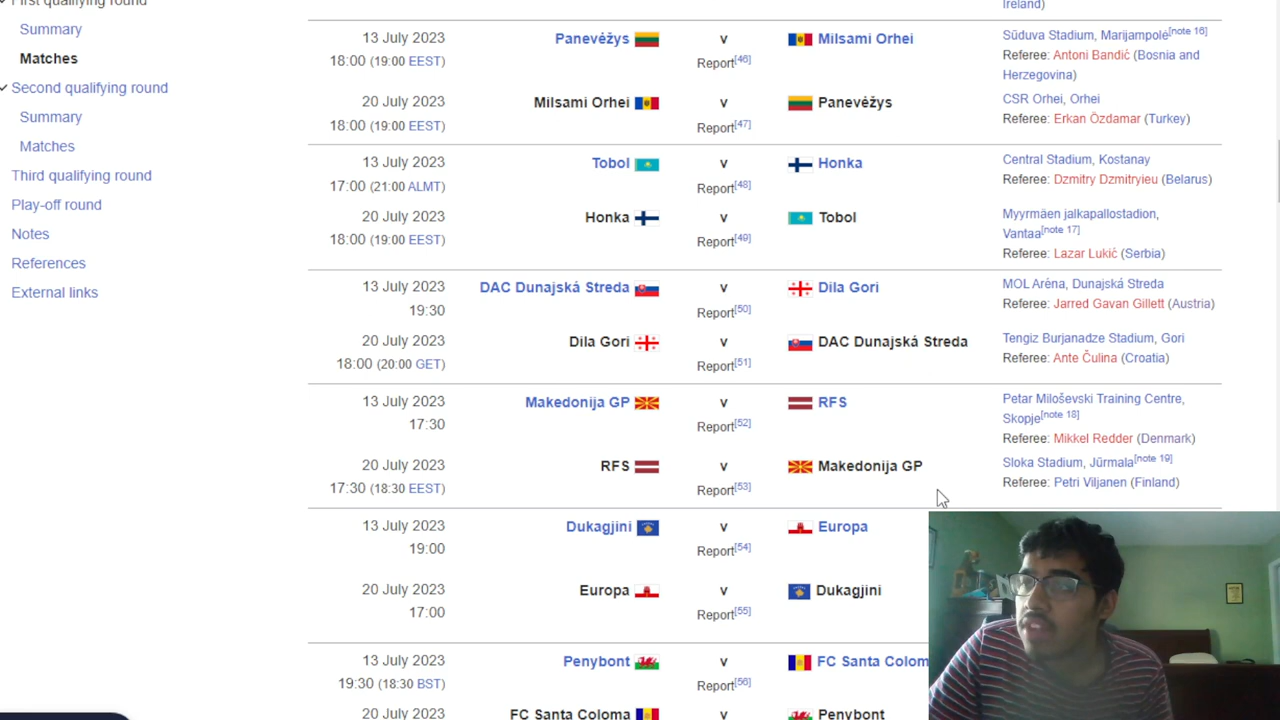 First qualifying round
Summary
Matches
Second qualifying round
Summary
Matches
Third qualifying round
Play-off round
Notes
References
External links
Ireland)
13 July 2023 Panevėžys v Milsami Orhei Sūduva Stadium, Marijampolė[note 16]
18:00 (19:00 EEST) Report[46] Referee: Antoni Bandić (Bosnia and
Herzegovina)
20 July 2023 Milsami Orhei v Panevėžys CSR Orhei, Orhei
18:00 (19:00 EEST) Report[47] Referee: Erkan Özdamar (Turkey)
13 July 2023 Tobol v Honka Central Stadium, Kostanay
17:00 (21:00 ALMT) Report[48] Referee: Dzmitry Dzmitryieu (Belarus)
20 July 2023 Honka v Tobol Myyrmäen jalkapallostadion,
18:00 (19:00 EEST) Report[49] Vantaa[note 17]
Referee: Lazar Lukić (Serbia)
13 July 2023 DAC Dunajská Streda v Dila Gori MOL Aréna, Dunajská Streda
19:30 Report[50] Referee: Jarred Gavan Gillett (Austria)
20 July 2023 Dila Gori v DAC Dunajská Streda Tengiz Burjanadze Stadium, Gori
18:00 (20:00 GET) Report[51] Referee: Ante Čulina (Croatia)
13 July 2023 Makedonija GP v RFS Petar Miloševski Training Centre,
17:30 Report[52] Skopje[note 18]
Referee: Mikkel Redder (Denmark)
20 July 2023 RFS v Makedonija GP Sloka Stadium, Jūrmala[note 19]
17:30 (18:30 EEST) Report[53] Referee: Petri Viljanen (Finland)
13 July 2023 Dukagjini v Europa
19:00 Report[54]
20 July 2023 Europa v Dukagjini
17:00 Report[55]
13 July 2023 Penybont v FC Santa
19:30 (18:30 BST) Report[56]
20 July 2023 FC Santa Coloma v Penybont